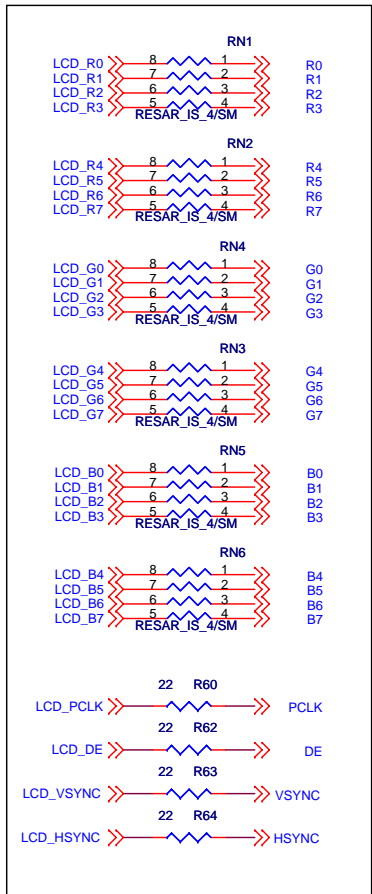 RN1
LCD_R0 8 1 R0
LCD_R1 7 2 R1
LCD_R2 6 3 R2
LCD_R3 5 4 R3
RESAR_IS_4/SM
RN2
LCD_R4 8 1 R4
LCD_R5 7 2 R5
LCD_R6 6 3 R6
LCD_R7 5 4 R7
RESAR_IS_4/SM
RN4
LCD_G0 8 1 G0
LCD_G1 7 2 G1
LCD_G2 6 3 G2
LCD_G3 5 4 G3
RESAR_IS_4/SM
RN3
LCD_G4 8 1 G4
LCD_G5 7 2 G5
LCD_G6 6 3 G6
LCD_G7 5 4 G7
RESAR_IS_4/SM
RN5
LCD_B0 8 1 B0
LCD_B1 7 2 B1
LCD_B2 6 3 B2
LCD_B3 5 4 B3
RESAR_IS_4/SM
RN6
LCD_B4 8 1 B4
LCD_B5 7 2 B5
LCD_B6 6 3 B6
LCD_B7 5 4 B7
RESAR_IS_4/SM
22 R60
LCD_PCLK PCLK
22 R62
LCD_DE DE
22 R63
LCD_VSYNC VSYNC
22 R64
LCD_HSYNC HSYNC